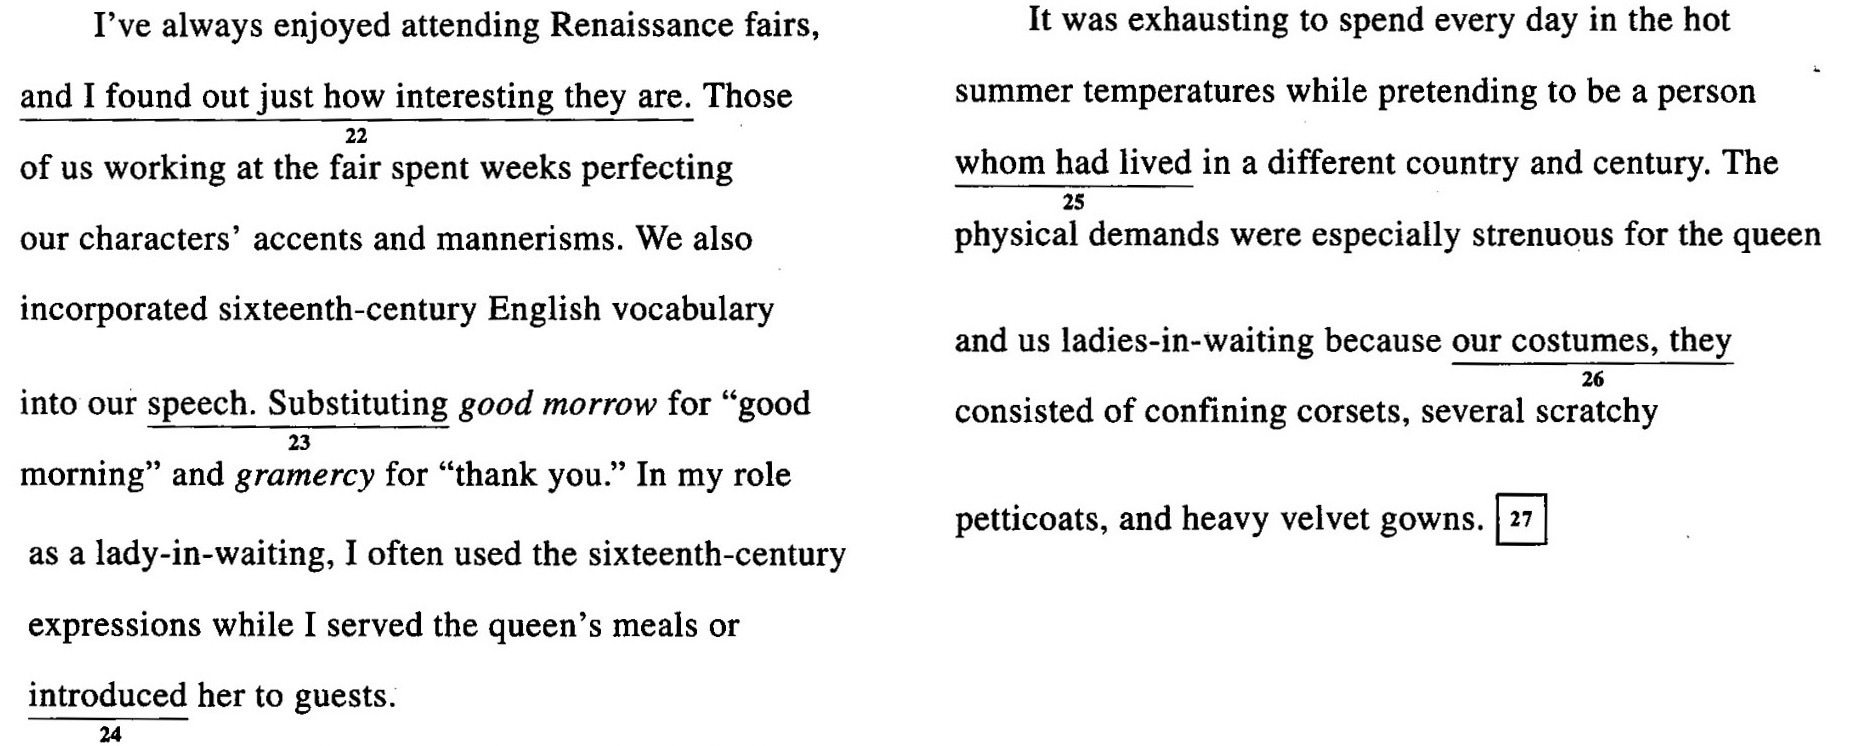 I’ve always enjoyed attending Renaissance fairs,
and I found out just how interesting they are. Those
22
of us working at the fair spent weeks perfecting
our characters’ accents and mannerisms. We also
incorporated sixteenth-century English vocabulary
into our speech. Substituting good morrow for “good
23
morning” and gramercy for “thank you.” In my role
as a lady-in-waiting, I often used the sixteenth-century
expressions while I served the queen’s meals or
introduced her to guests.
24
It was exhausting to spend every day in the hot
summer temperatures while pretending to be a person
whom had lived in a different country and century. The
25
physical demands were especially strenuous for the queen
and us ladies-in-waiting because our costumes, they
26
consisted of confining corsets, several scratchy
petticoats, and heavy velvet gowns. 27